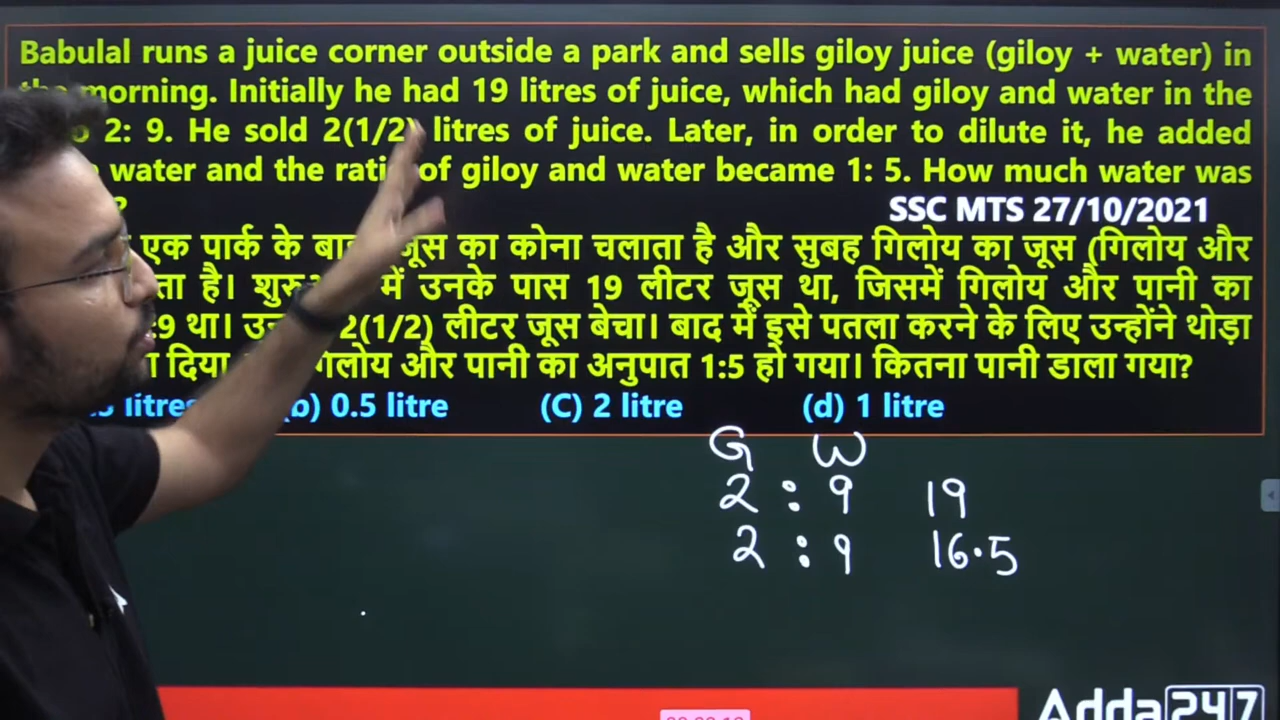 Babulal runs a juice corner outside a park and sells giloy juice (giloy + water) in
morning. Initially he had 19 litres of juice, which had giloy and water in the
2: 9. He sold 2(1/2) litres of juice. Later, in order to dilute it, he added
water and the ratio of giloy and water became 1: 5. How much water was
?
SSC MTS 27/10/2021
एक पार्क के जूस का कोना चलाता है और सुबह गिलोय का जूस (गिलोय और
है। में उनके पास 19 लीटर जूस था, जिसमें गिलोय और पानी का
:9 था। 2(1/2) लीटर जूस बेचा। बाद में इसे पतला करने के लिए उन्होंने थोड़ा
दिया गिलोय और पानी का अनुपात 1:5 हो गया। कितना पानी डाला गया?
litres (b) 0.5 litre (C) 2 litre (d) 1 litre
G W
2 : 9 19
2 : 9 16.5
Adda247